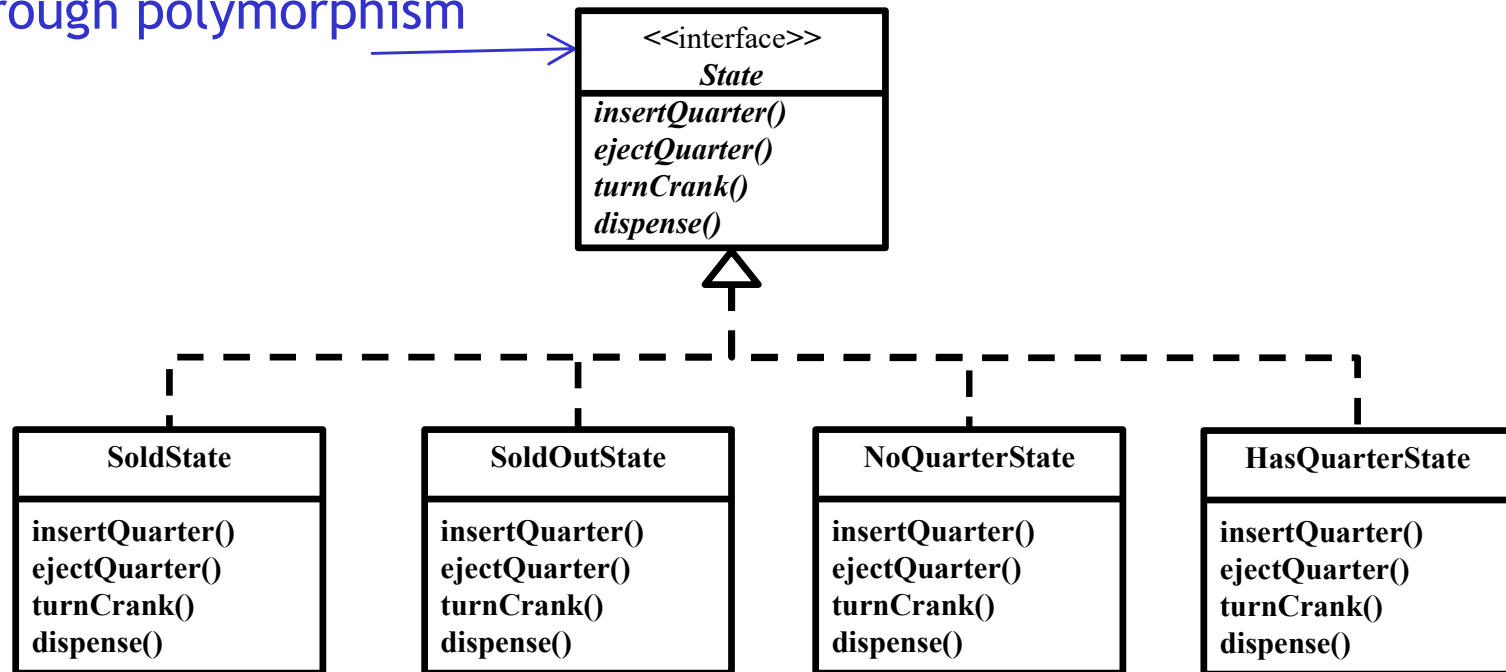 through polymorphism
<<interface>>
State
insertQuarter()
ejectQuarter()
turnCrank()
dispense()
SoldState
insertQuarter()
ejectQuarter()
turnCrank()
dispense()
SoldOutState
insertQuarter()
ejectQuarter()
turnCrank()
dispense()
NoQuarterState
insertQuarter()
ejectQuarter()
turnCrank()
dispense()
HasQuarterState
insertQuarter()
ejectQuarter()
turnCrank()
dispense()